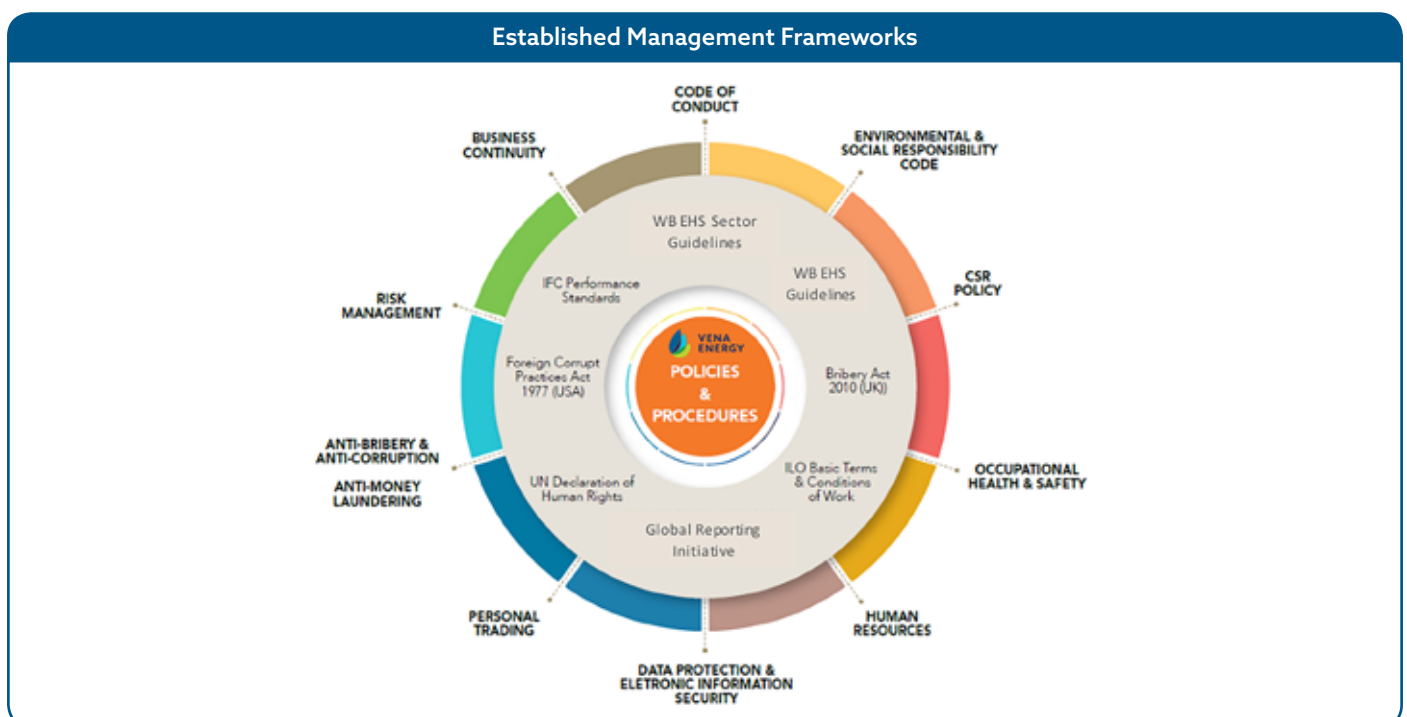 Established Management Frameworks
CODE OF
CONDUCT
BUSINESS
CONTINUITY
ENVIRONMENTAL &
SOCIAL RESPONSIBILITY
CODE
WB EHS Sector
Guidelines
WB EHS
Guidelines
IFC Performance
Standards
CSR
POLICY
RISK
MANAGEMENT
VENA
ENERGY
POLICIES
&
PROCEDURES
Foreign Corrupt
Practices Act
1977 (USA)
Bribery Act
2010 (UK))
ANTI-BRIBERY &
ANTI-CORRUPTION
ANTI-MONEY
LAUNDERING
UN Declaration of
Human Rights
ILO Basic Terms
& Conditions
of Work
OCCUPATIONAL
HEALTH & SAFETY
Global Reporting
Initiative
PERSONAL
TRADING
HUMAN
RESOURCES
DATA PROTECTION &
ELETRONIC INFORMATION
SECURITY